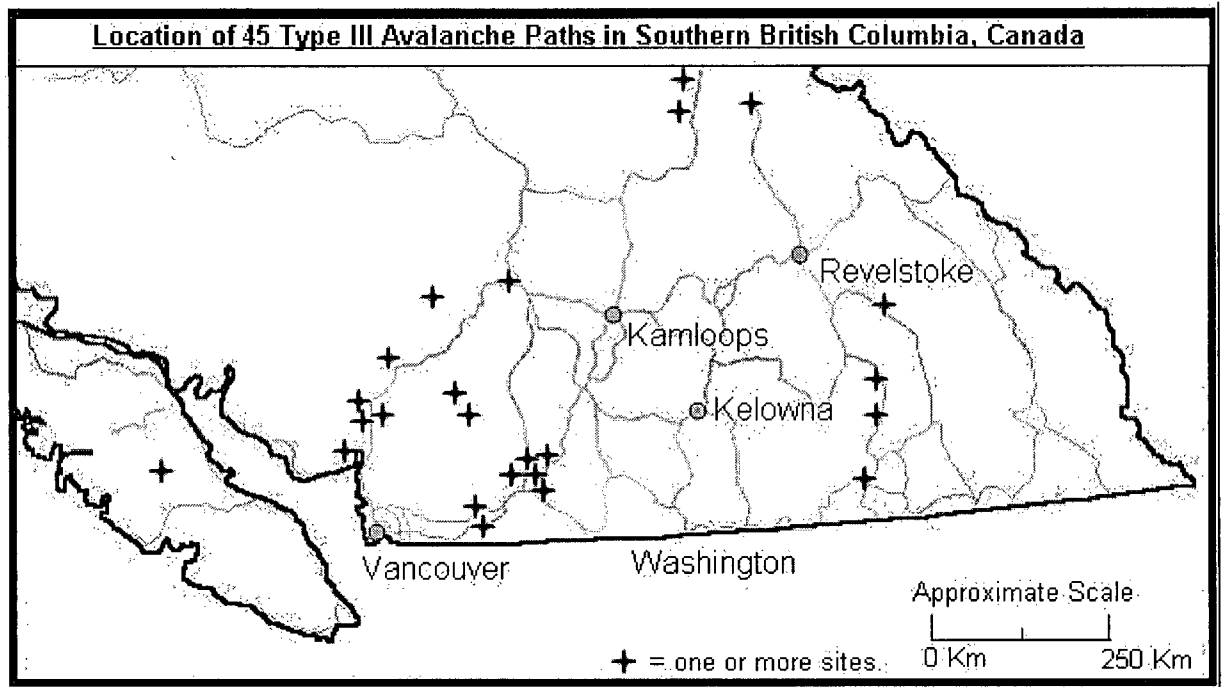 Location of 45 Type III Avalanche Paths in Southern British Columbia, Canada
Revelstoke
Kamloops
Kelowna
Vancouver
Washington
Approximate Scale
0 Km 250 Km
= one or more sites.